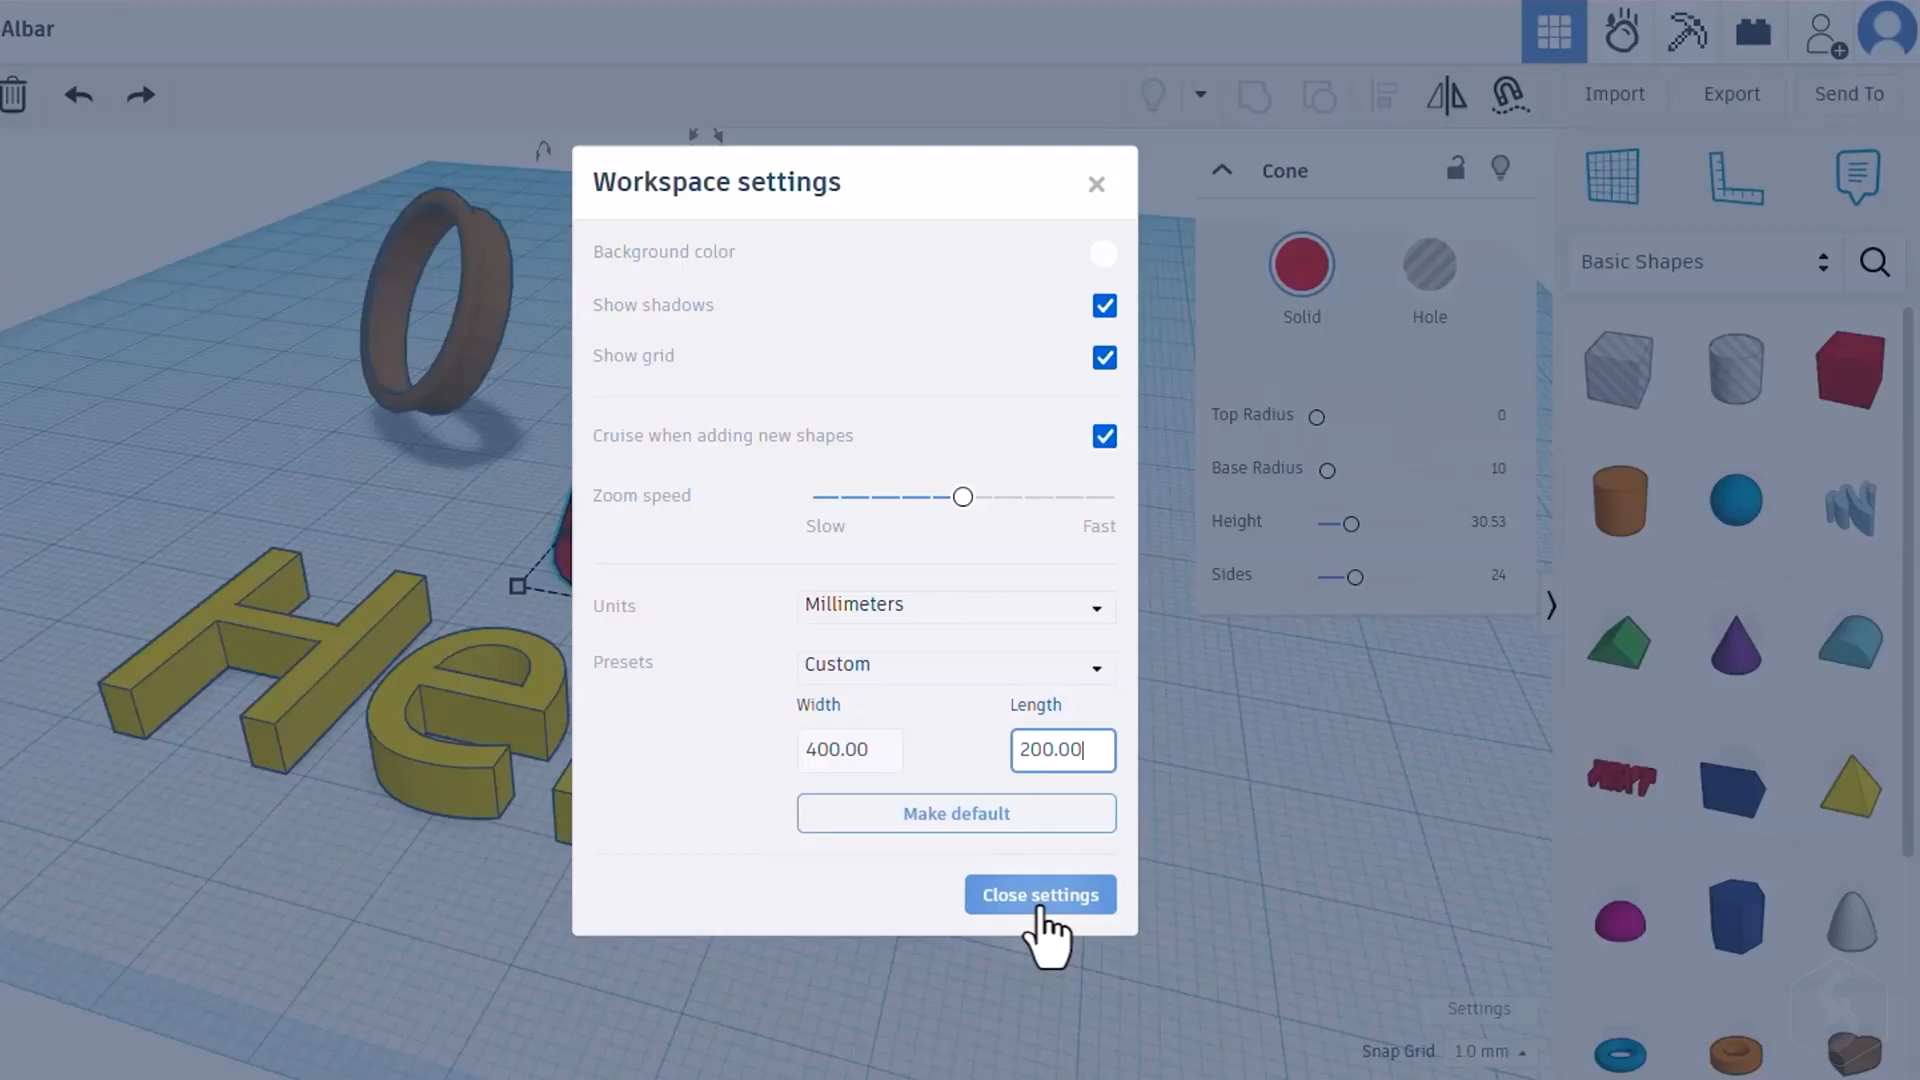 Albar
Import
Export
Send To
Workspace settings
Cone
Background color
Basic Shapes
Show shadows
Solid
Hole
Show grid
Top Radius
0
Cruise when adding new shapes
Base Radius
10
Zoom speed
Height
30.53
Slow
Fast
Sides
24
Units
Millimeters
Presets
Custom
Width
Length
400.00
200.00
Make default
Close settings
Settings
Snap Grid
1.0 mm
He
TEXT